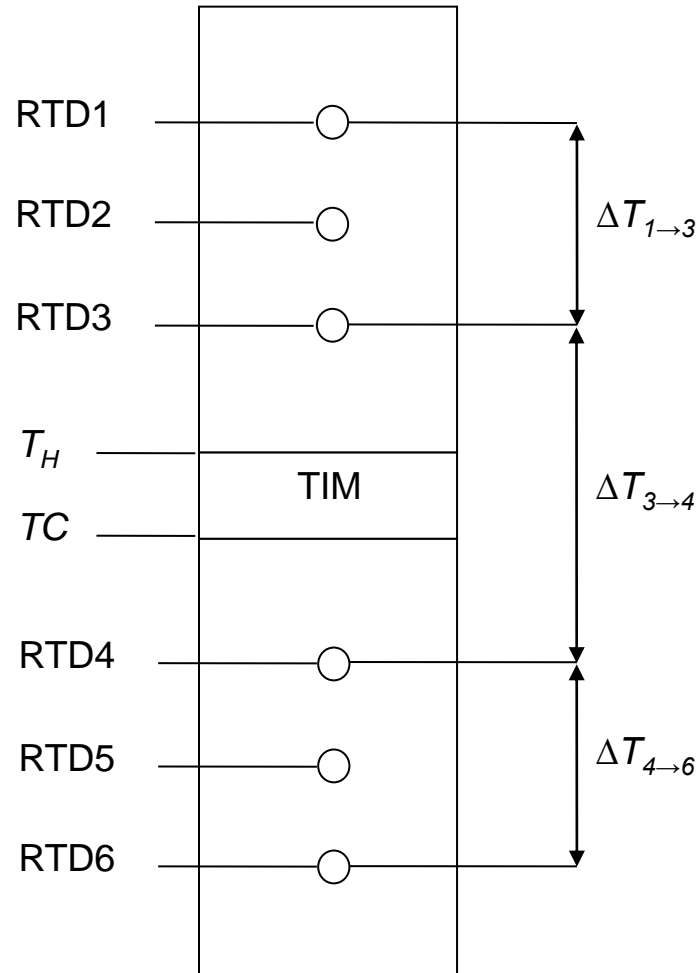 RTD1
RTD2
ΔT1→3
RTD3
TH
TIM
ΔT3→4
TC
RTD4
RTD5
ΔT4→6
RTD6